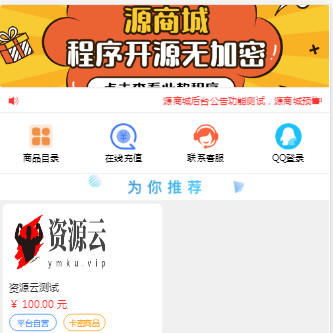 源商城
程序开源无加密
点击查看此款程序
源商城后台公告功能测试，源商城预售
商品目录
在线充值
联系客服
QQ登录
为你推荐
资源云
ymku.vip
资源云测试
¥ 100.00 元
平台自营
卡密商品